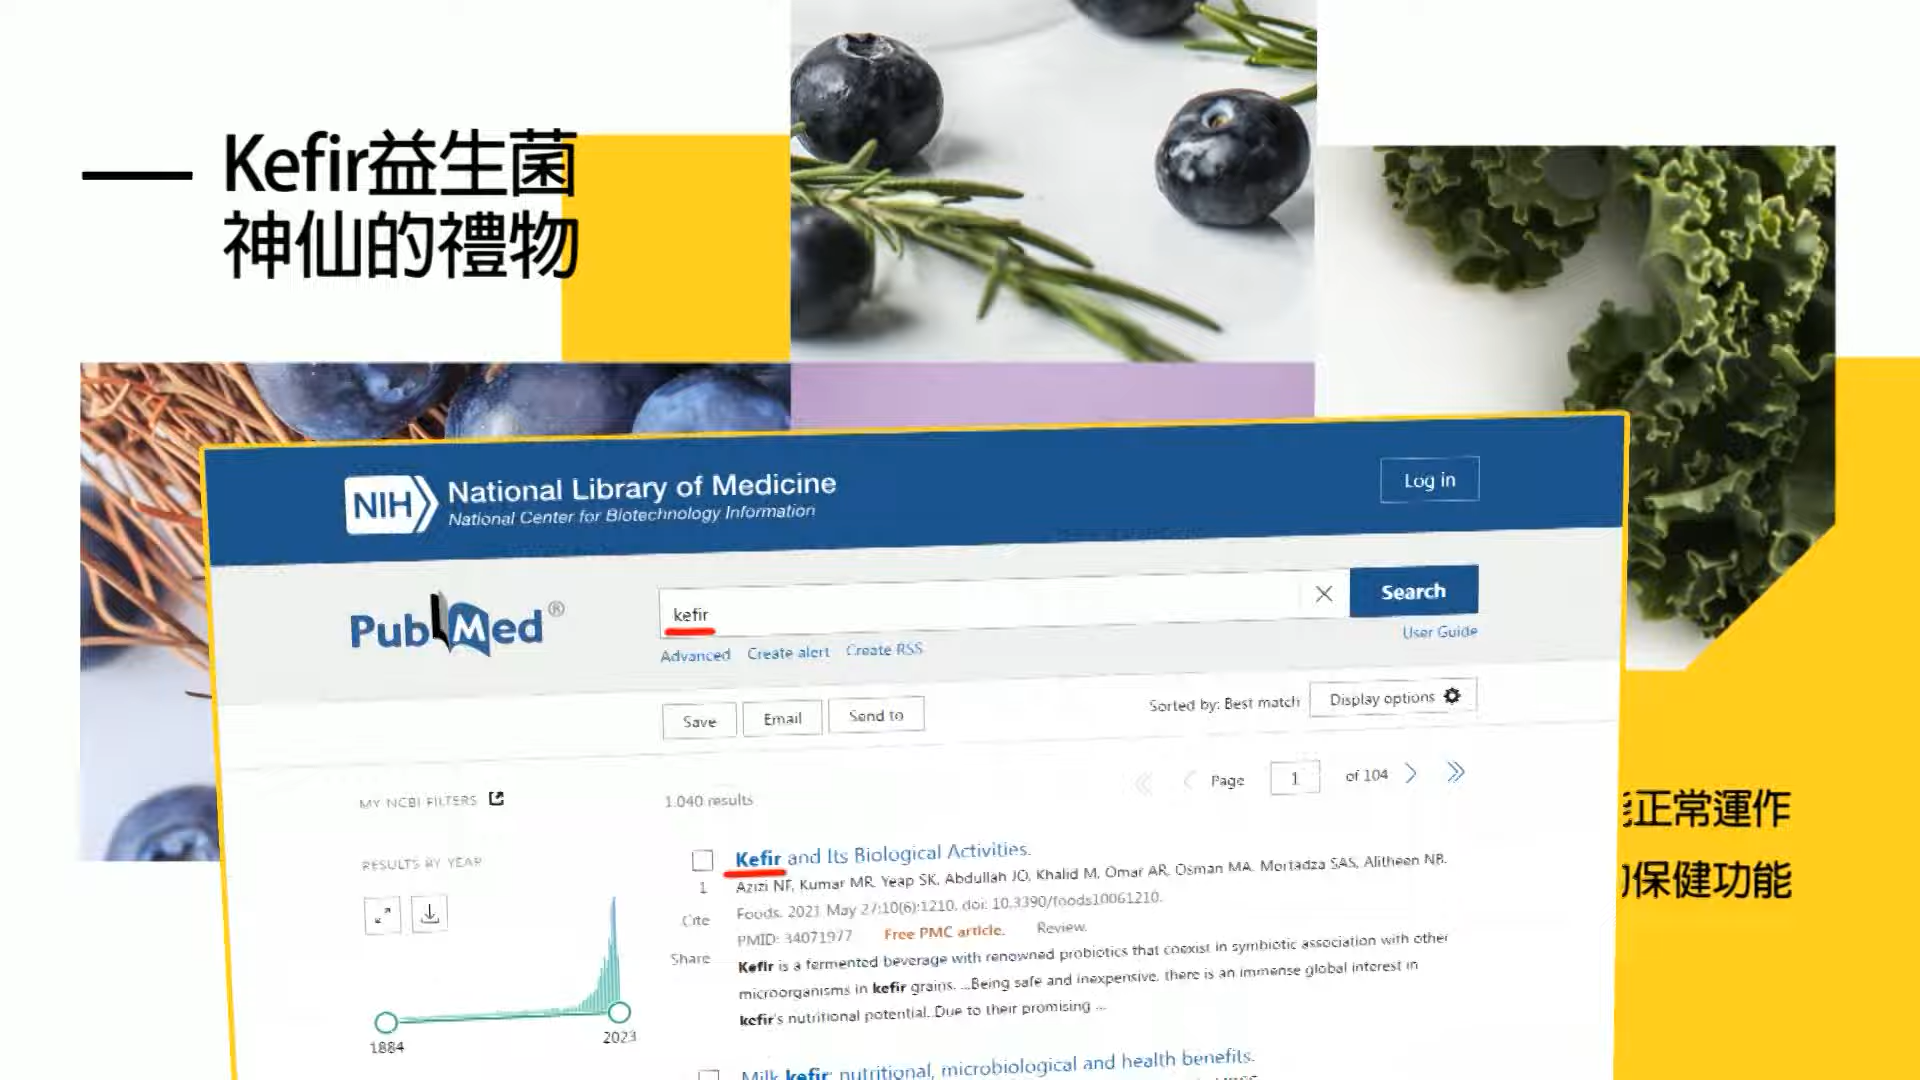 Kefir益生菌
神仙的禮物
NIH National Library of Medicine
National Center for Biotechnology Information
Log in
PubMed®
kefir
Search
Advanced Create alert Create RSS
User Guide
Save Email Send to
Sorted by: Best match Display options
MY NCBI FILTERS
1,040 results
Page 1 of 104
RESULTS BY YEAR
1884
2023
Kefir and Its Biological Activities.
1
Azizi NF, Kumar MR, Yeap SK, Abdullah JO, Khalid M, Omar AR, Osman MA, Mortadza SAS, Alitheen NB.
Cite
Foods. 2021 May 27;10(6):1210. doi: 10.3390/foods10061210.
PMID: 34071977 Free PMC article. Review.
Share
Kefir is a fermented beverage with renowned probiotics that coexist in symbiotic association with other
microorganisms in kefir grains. ...Being safe and inexpensive, there is an immense global interest in
kefir's nutritional potential. Due to their promising ...
Milk kefir: nutritional, microbiological and health benefits.
正常運作
保健功能